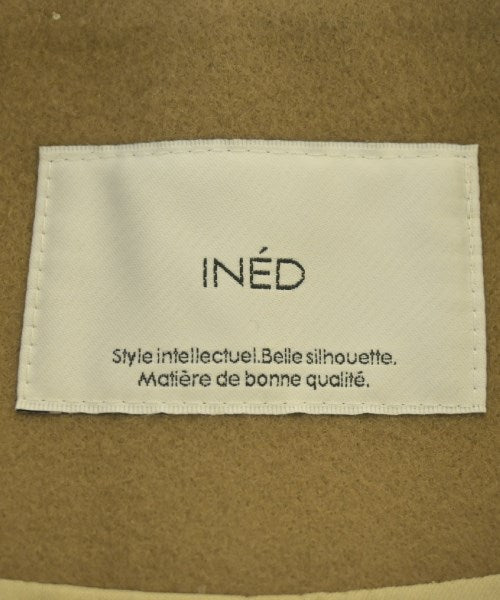 INÉD
Style intellectuel.Belle silhouette.
Matière de bonne qualité.